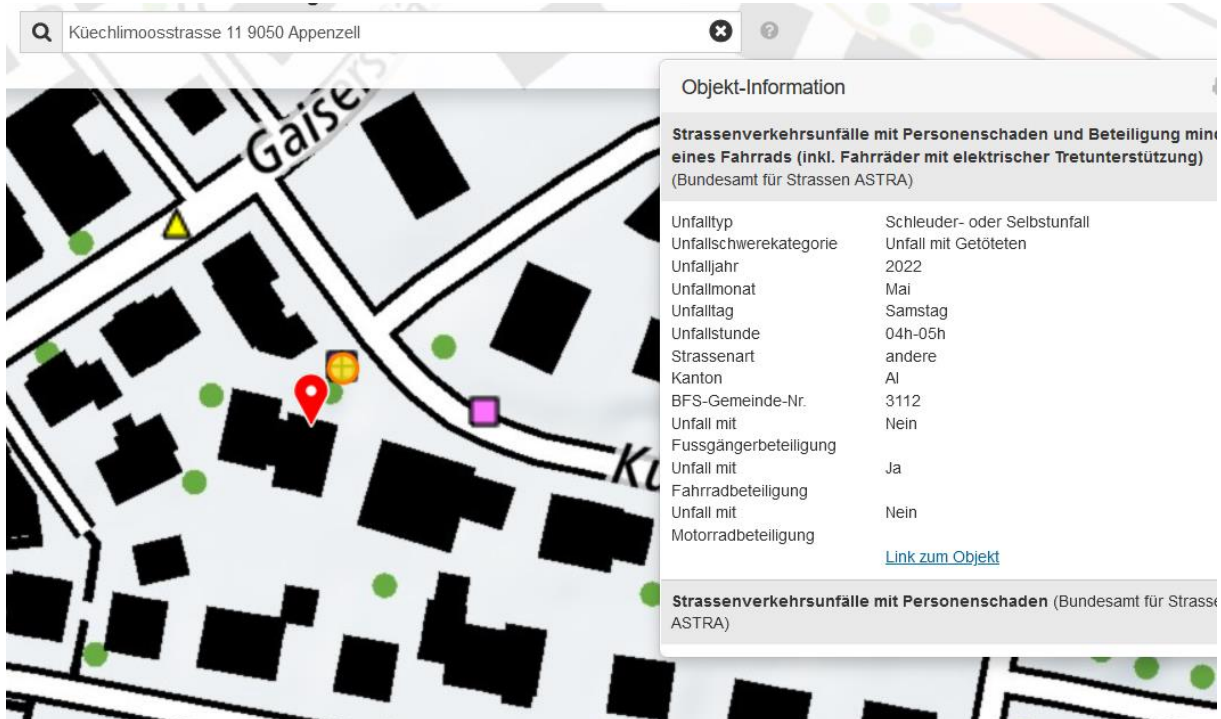 Küechlimoosstrasse 11 9050 Appenzell
Gaisers
Objekt-Information
Strassenverkehrsunfälle mit Personenschaden und Beteiligung
eines Fahrrads (inkl. Fahrräder mit elektrischer Tretunterstützung)
(Bundesamt für Strassen ASTRA)
Unfalltyp Schleuder- oder Selbstunfall
Unfallschwerekategorie Unfall mit Getöteten
Unfalljahr 2022
Unfallmonat Mai
Unfalltag Samstag
Unfallstunde 04h-05h
Strassenart andere
Kanton AI
BFS-Gemeinde-Nr. 3112
Unfall mit Nein
Fussgängerbeteiligung
Unfall mit Ja
Fahrradbeteiligung
Unfall mit Nein
Motorradbeteiligung
Link zum Objekt
Strassenverkehrsunfälle mit Personenschaden (Bundesamt für
ASTRA)